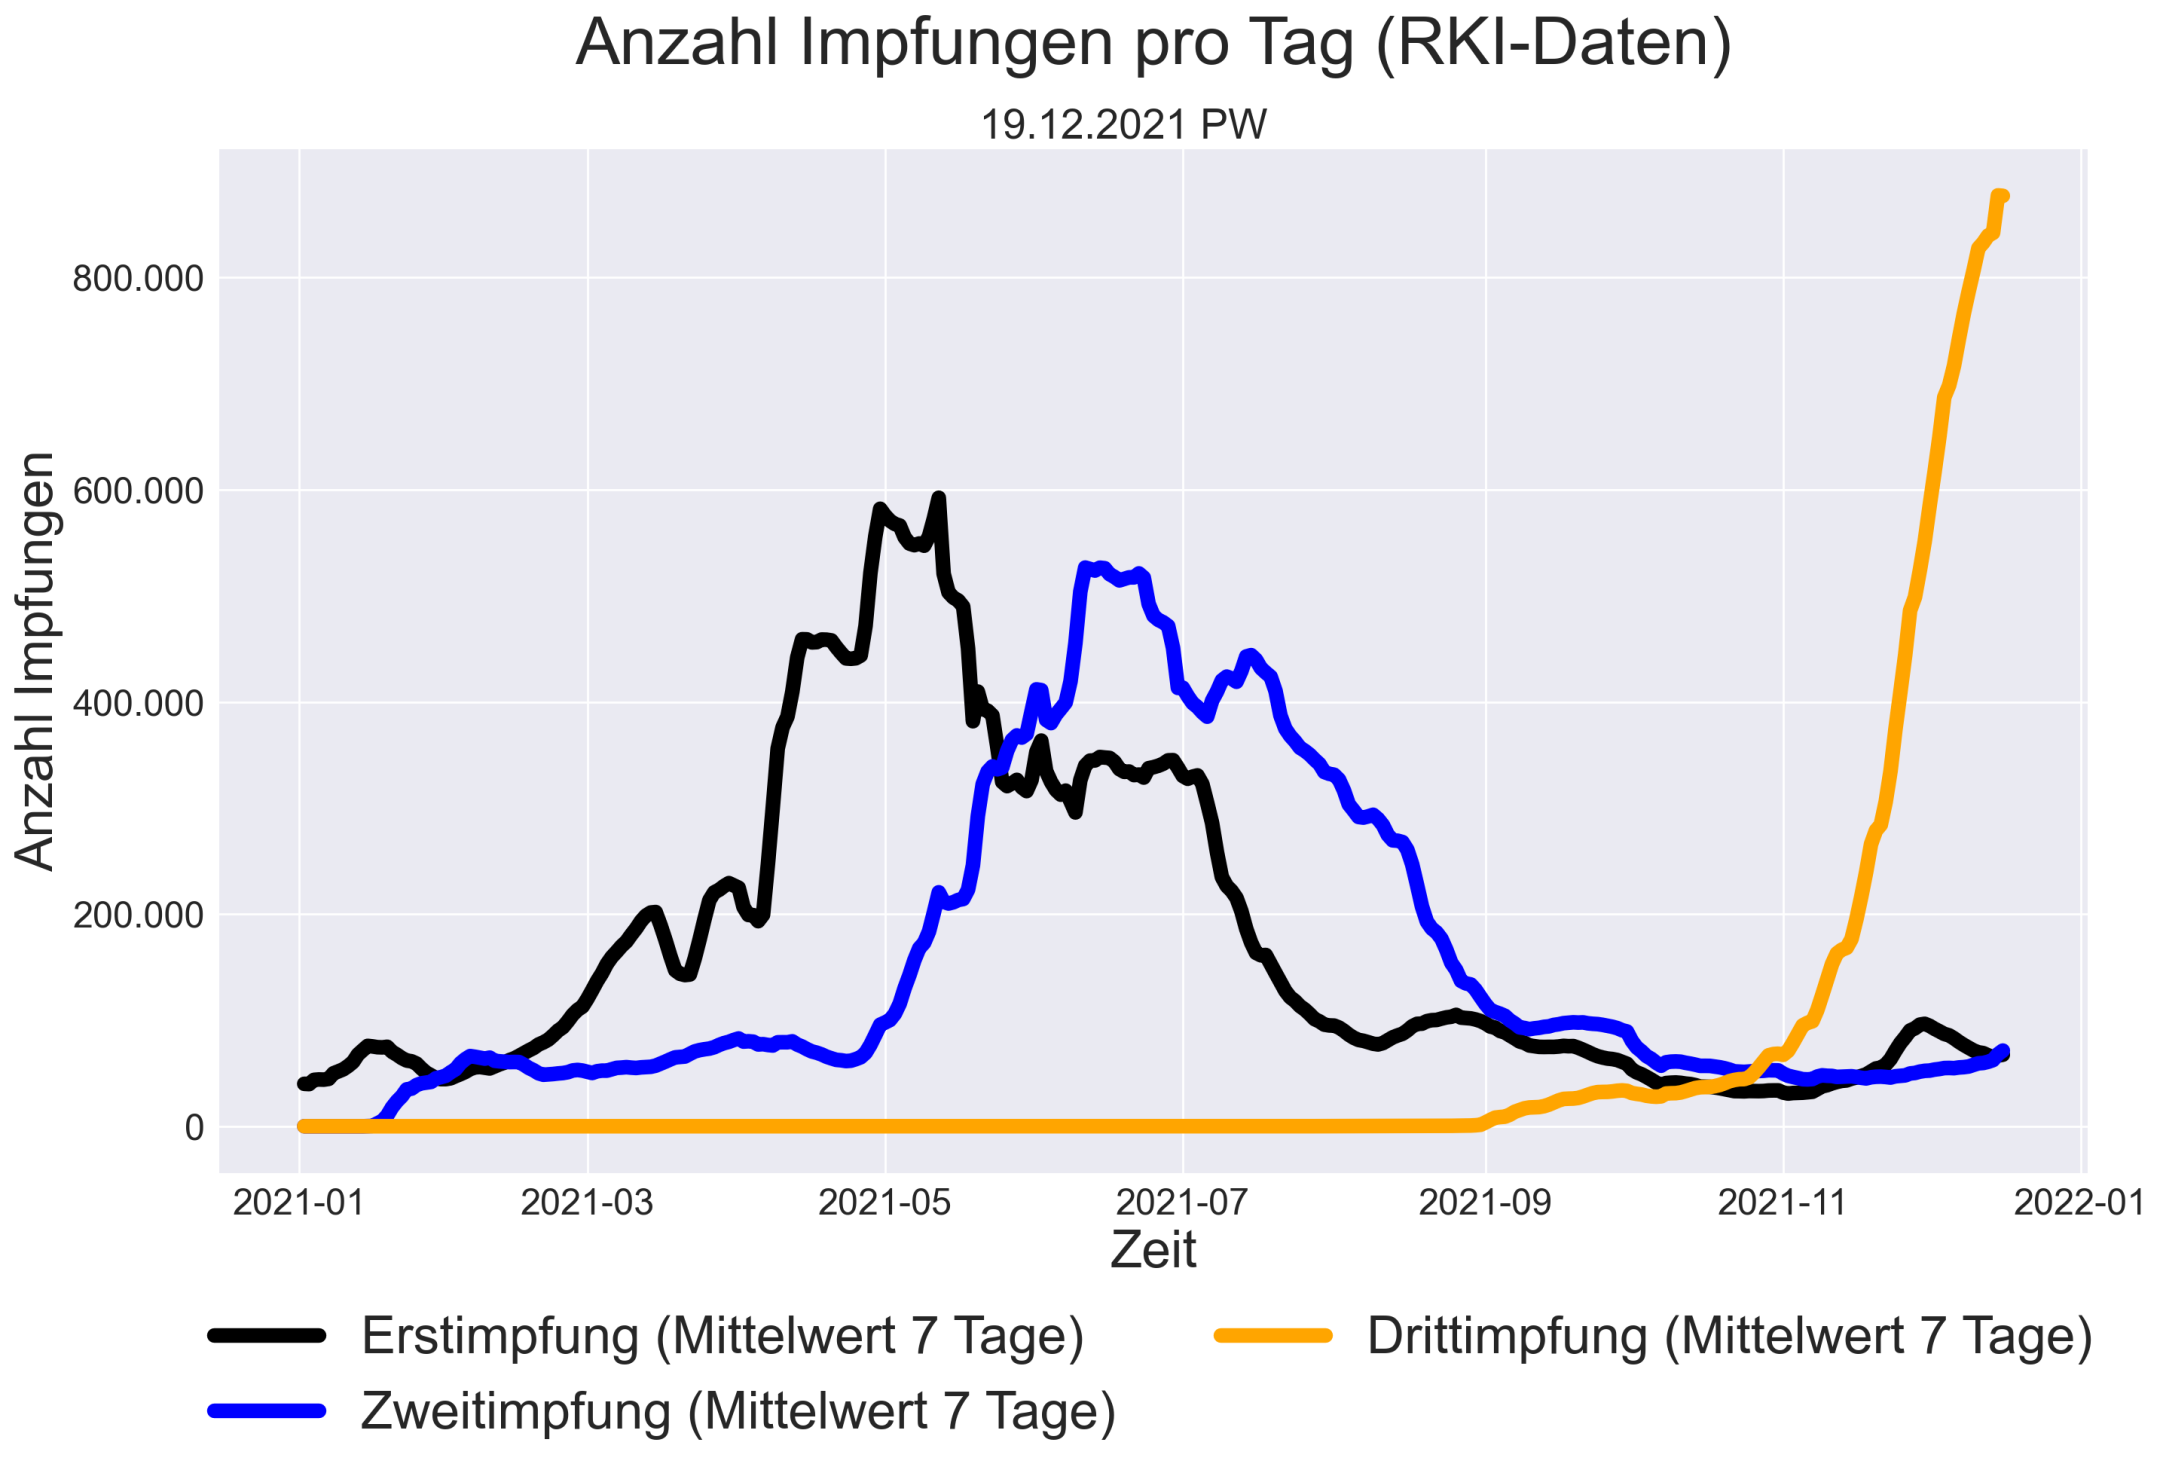 Anzahl Impfungen pro Tag (RKI-Daten)
19.12.2021 PW
Anzahl Impfungen
800.000
600.000
400.000
200.000
0
2021-01 2021-03 2021-05 2021-07 2021-09 2021-11 2022-01
Zeit
Erstimpfung (Mittelwert 7 Tage)
Zweitimpfung (Mittelwert 7 Tage)
Drittimpfung (Mittelwert 7 Tage)